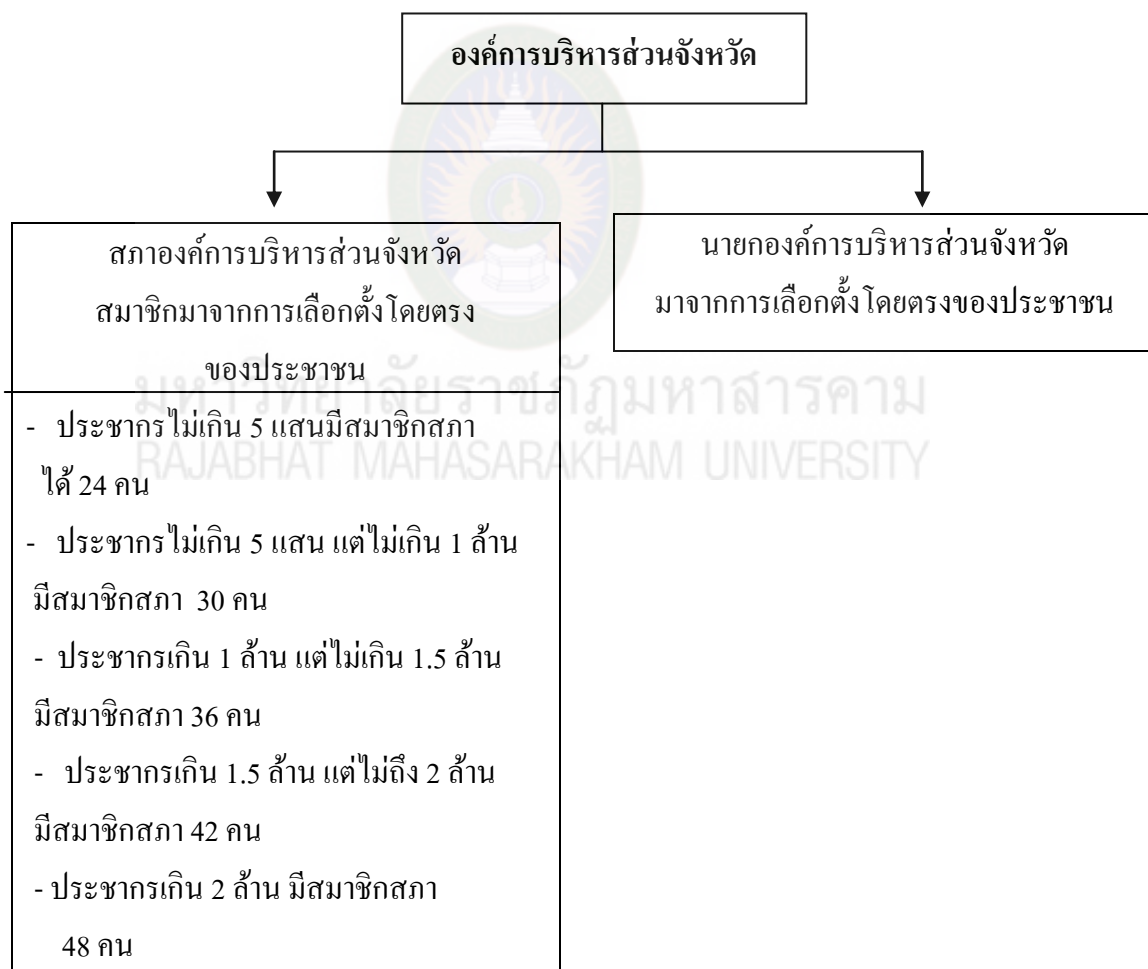 องค์การบริหารส่วนจังหวัด
สภาองค์การบริหารส่วนจังหวัด
สมาชิกมาจากการเลือกตั้งโดยตรง
ของประชาชน
นายกองค์การบริหารส่วนจังหวัด
มาจากการเลือกตั้งโดยตรงของประชาชน
มหาวิทยาลัยราชภัฏมหาสารคาม
RAJABHAT MAHASARAKHAM UNIVERSITY
- ประชากรไม่เกิน 5 แสนมีสมาชิกสภา
ได้ 24 คน
- ประชากรไม่เกิน 5 แสน แต่ไม่เกิน 1 ล้าน
มีสมาชิกสภา 30 คน
- ประชากรเกิน 1 ล้าน แต่ไม่เกิน 1.5 ล้าน
มีสมาชิกสภา 36 คน
- ประชากรเกิน 1.5 ล้าน แต่ไม่ถึง 2 ล้าน
มีสมาชิกสภา 42 คน
- ประชากรเกิน 2 ล้าน มีสมาชิกสภา
48 คน